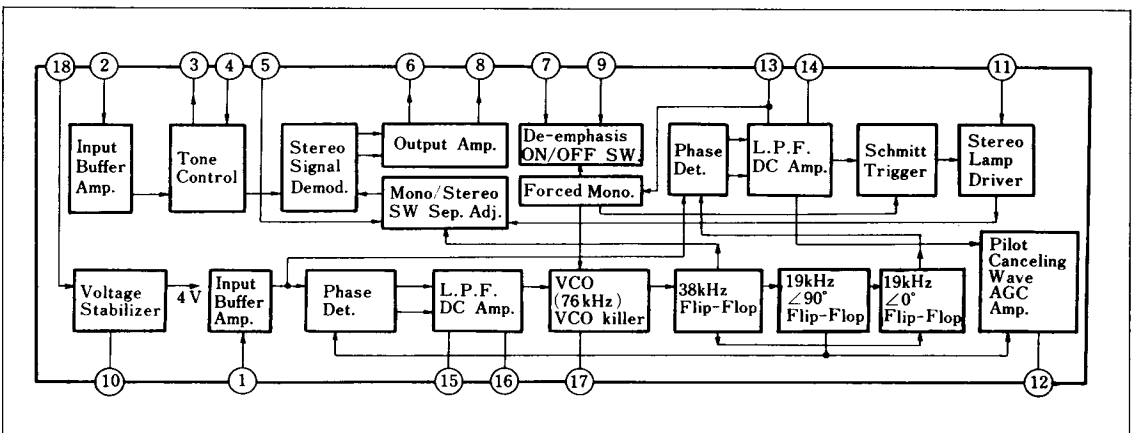 18
2
3
4
5
6
8
7
9
13
14
11
Input
Buffer
Amp.
Tone
Control
Stereo
Signal
Demod.
Output Amp.
Mono/Stereo
SW Sep. Adj.
De-emphasis
ON/OFF SW.
Forced Mono.
Phase
Det.
L.P.F.
DC Amp.
Schmitt
Trigger
Stereo
Lamp
Driver
Voltage
Stabilizer
4V
Input
Buffer
Amp.
Phase
Det.
L.P.F.
DC Amp.
VCO
(76kHz)
VCO killer
38kHz
Flip-Flop
19kHz
∠90°
Flip-Flop
19kHz
∠0°
Flip-Flop
Pilot
Canceling
Wave
AGC
Amp.
10
1
15
16
17
12